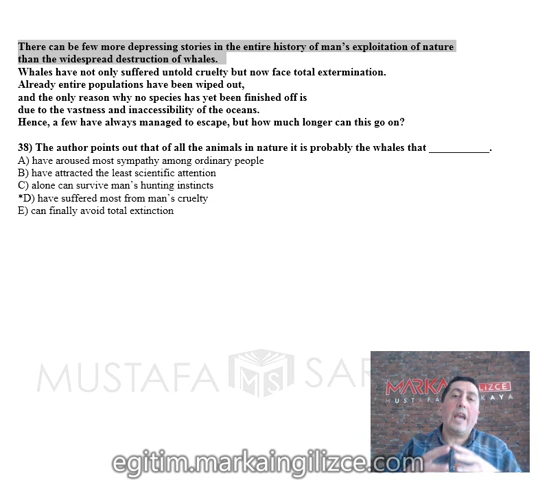 There can be few more depressing stories in the entire history of man's exploitation of nature
than the widespread destruction of whales.
Whales have not only suffered untold cruelty but now face total extermination.
Already entire populations have been wiped out,
and the only reason why no species has yet been finished off is
due to the vastness and inaccessibility of the oceans.
Hence, a few have always managed to escape, but how much longer can this go on?
38) The author points out that of all the animals in nature it is probably the whales that ____________.
A) have aroused most sympathy among ordinary people
B) have attracted the least scientific attention
C) alone can survive man's hunting instincts
*D) have suffered most from man's cruelty
E) can finally avoid total extinction
MUSTAFA MS
egitim.markaingilizce.com